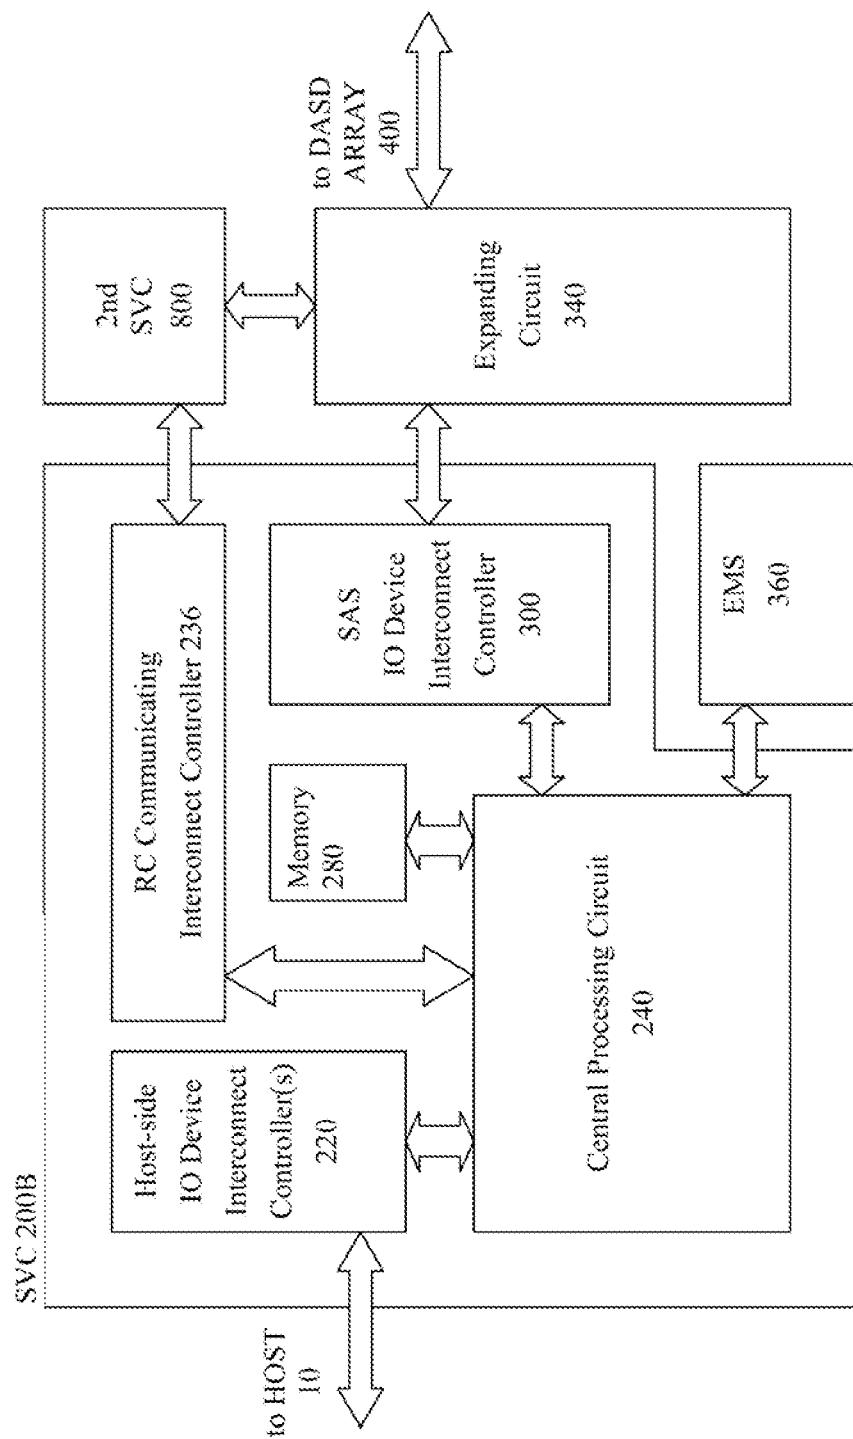 SVC 200B
to HOST
10
Host-side
IO Device
Interconnect
Controller(s)
220
RC Communicating
Interconnect Controller 236
Memory
280
Central Processing Circuit
240
SAS
IO Device
Interconnect
Controller
300
EMS
360
2nd
SVC
800
Expanding
Circuit
340
to DASD
ARRAY
400